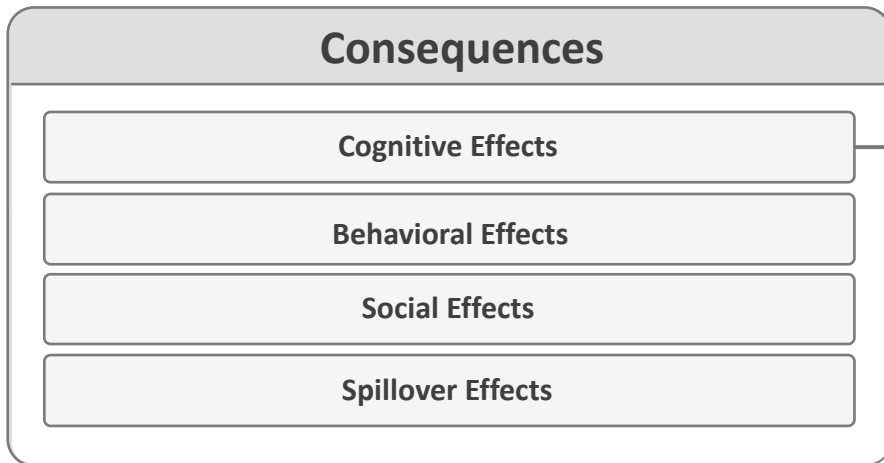 Consequences
Cognitive Effects
Behavioral Effects
Social Effects
Spillover Effects